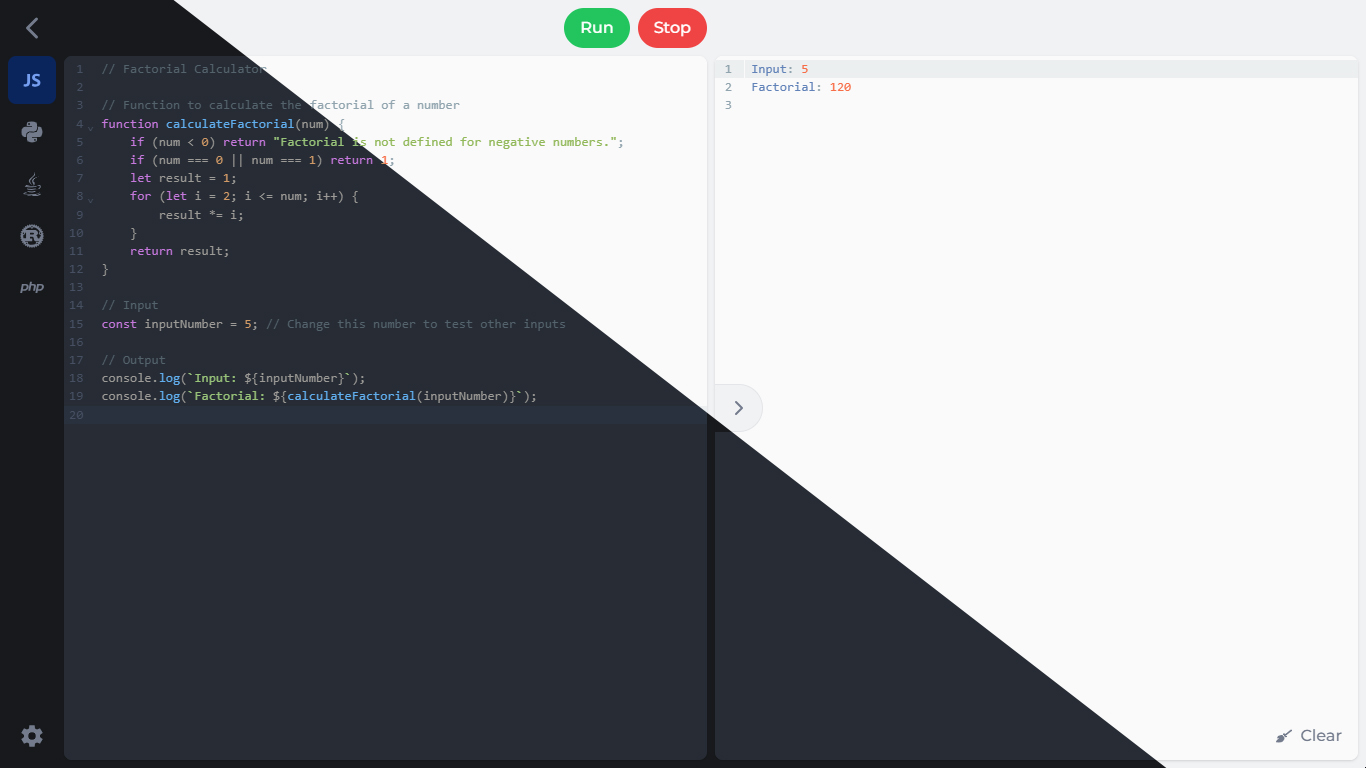 Run Stop
JS
php
1 // Factorial Calculator
2
3 // Function to calculate the factorial of a number
4 function calculateFactorial(num) {
5     if (num < 0) return "Factorial is not defined for negative numbers.";
6     if (num === 0 || num === 1) return 1;
7     let result = 1;
8     for (let i = 2; i <= num; i++) {
9         result *= i;
10     }
11     return result;
12 }
13
14 // Input
15 const inputNumber = 5; // Change this number to test other inputs
16
17 // Output
18 console.log(`Input: ${inputNumber}`);
19 console.log(`Factorial: ${calculateFactorial(inputNumber)}`);
20
1 Input: 5
2 Factorial: 120
3
Clear